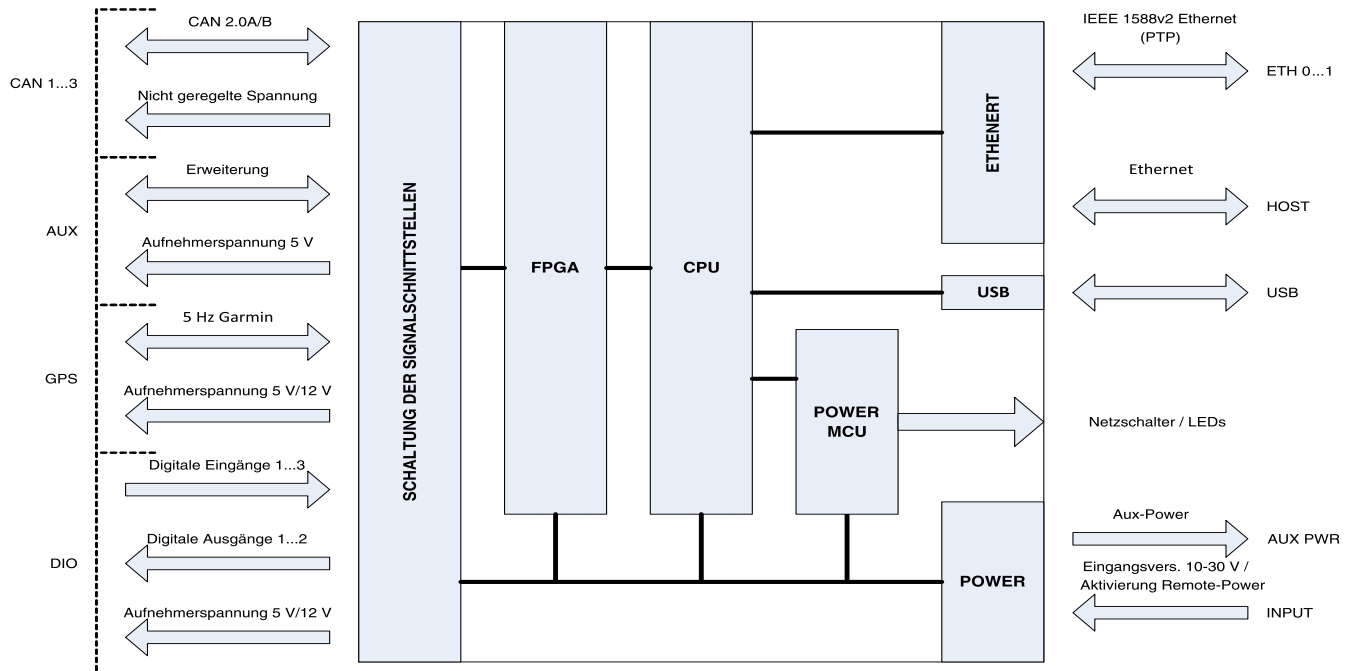 CAN 1...3
CAN 2.0A/B
Nicht geregelte Spannung
AUX
Erweiterung
Aufnehmerspannung 5 V
GPS
5 Hz Garmin
Aufnehmerspannung 5 V/12 V
DIO
Digitale Eingänge 1...3
Digitale Ausgänge 1...2
Aufnehmerspannung 5 V/12 V
SCHALTUNG DER SIGNALSCHNITTSTELLEN
FPGA
CPU
POWER
MCU
ETHENERT
USB
POWER
IEEE 1588v2 Ethernet
(PTP)
ETH 0...1
Ethernet
HOST
USB
Netzschalter / LEDs
Aux-Power
AUX PWR
Eingangsvers. 10-30 V /
Aktivierung Remote-Power
INPUT